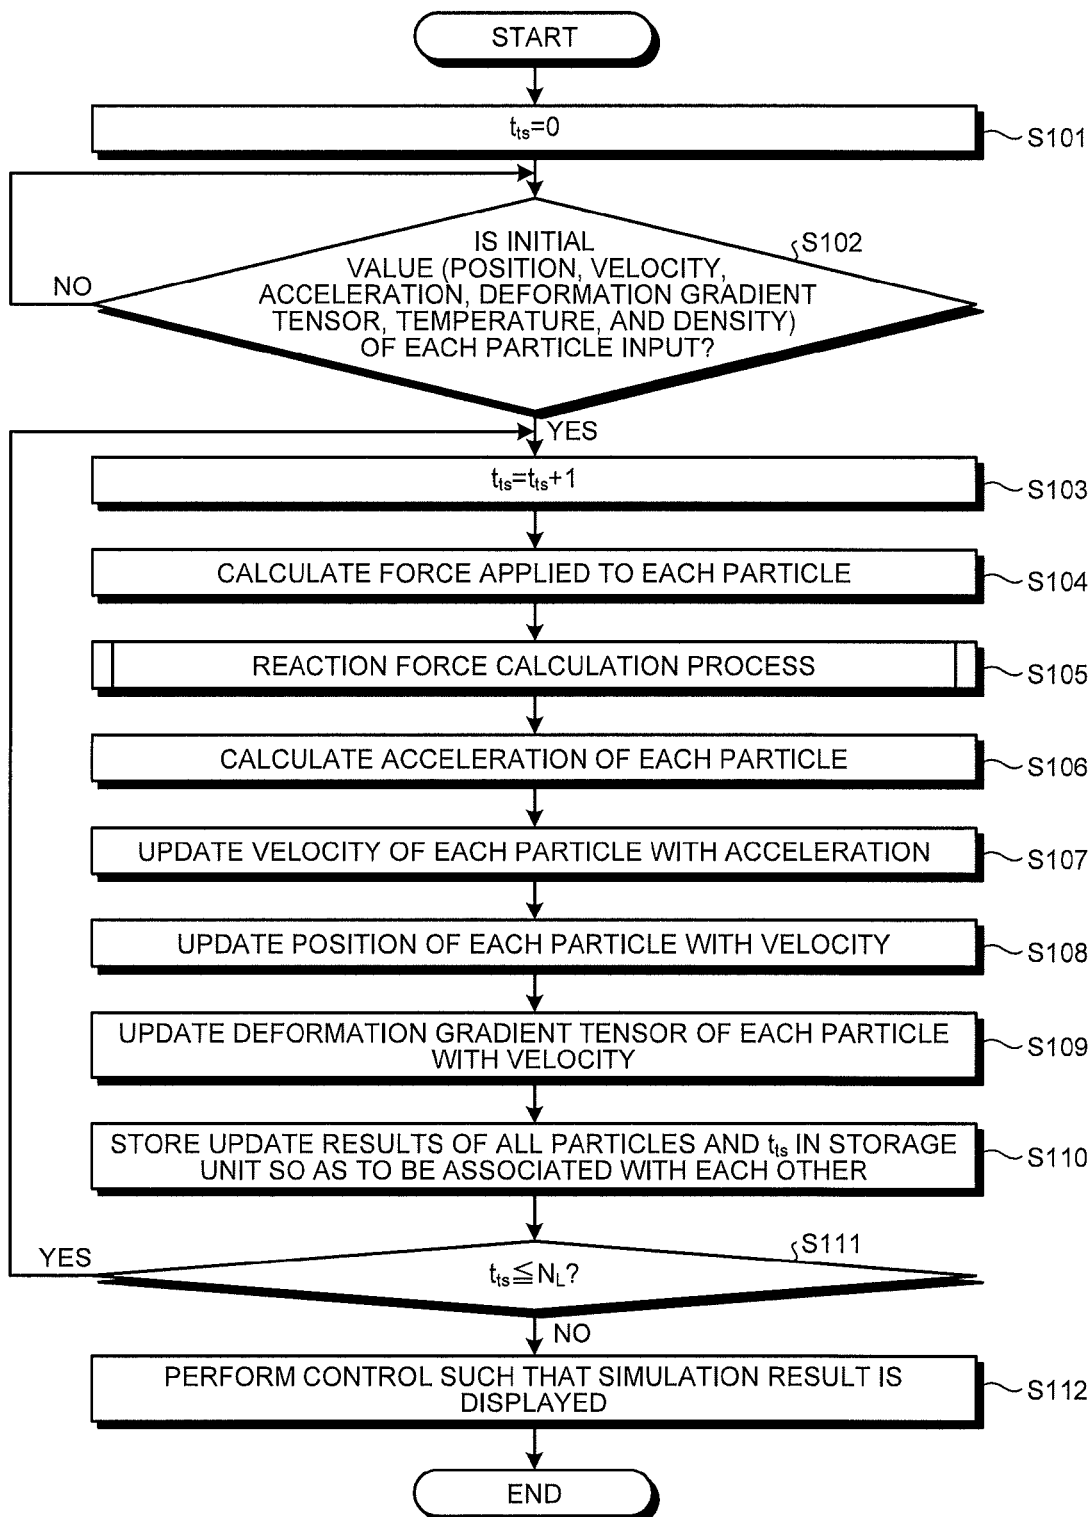 START
t_ts=0
S101
IS INITIAL
S102
VALUE (POSITION, VELOCITY,
NO
ACCELERATION, DEFORMATION GRADIENT
TENSOR, TEMPERATURE, AND DENSITY)
OF EACH PARTICLE INPUT?
YES
t_ts=t_ts+1
S103
CALCULATE FORCE APPLIED TO EACH PARTICLE
S104
REACTION FORCE CALCULATION PROCESS
S105
CALCULATE ACCELERATION OF EACH PARTICLE
S106
UPDATE VELOCITY OF EACH PARTICLE WITH ACCELERATION
S107
UPDATE POSITION OF EACH PARTICLE WITH VELOCITY
S108
UPDATE DEFORMATION GRADIENT TENSOR OF EACH PARTICLE
WITH VELOCITY
S109
STORE UPDATE RESULTS OF ALL PARTICLES AND t_ts IN STORAGE
UNIT SO AS TO BE ASSOCIATED WITH EACH OTHER
S110
YES
S111
t_ts≦N_L?
NO
PERFORM CONTROL SUCH THAT SIMULATION RESULT IS
DISPLAYED
S112
END